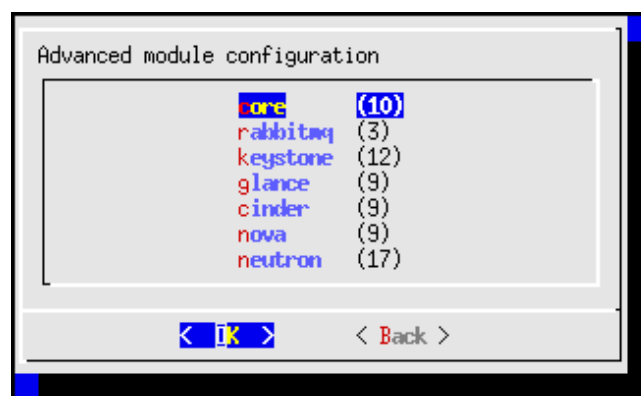 Advanced module configuration
core (10)
rabbitmq (3)
keystone (12)
glance (9)
cinder (9)
nova (9)
neutron (17)
< OK > < Back >